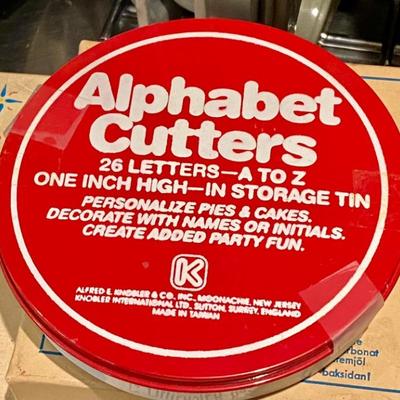 Alphabet
Cutters
26 LETTERS—A TO Z
ONE INCH HIGH—IN STORAGE TIN
PERSONALIZE PIES & CAKES.
DECORATE WITH NAMES OR INITIALS.
CREATE ADDED PARTY FUN.
K
ALFRED E. KNOBLER & CO., INC., MOONACHIE, NEW JERSEY
KNOBLER INTERNATIONAL LTD., SUTTON, SURREY, ENGLAND
MADE IN TAIWAN
baksidan!